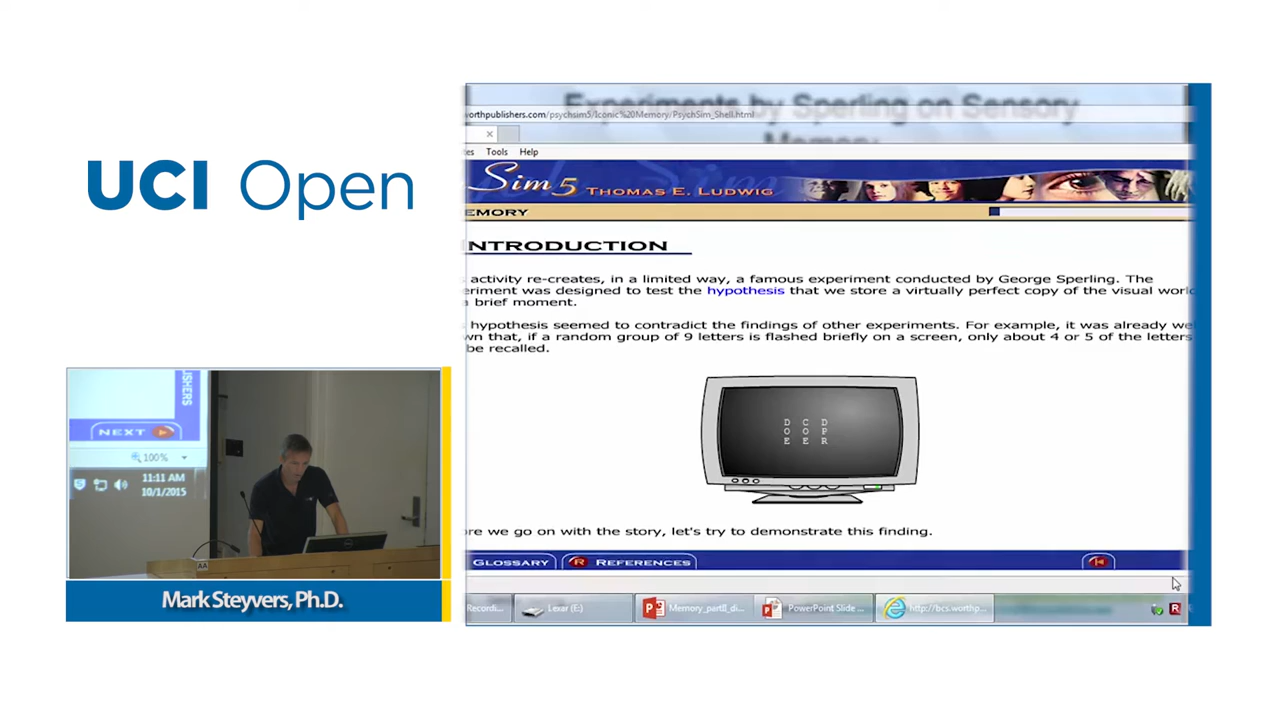 UCI Open
Experiments by Sperling on Sensory
Memory
orthpublishers.com/psychsim5/Iconic%20Memory/PsychSim_Shell.html
tes Tools Help
Sim 5 THOMAS E. LUDWIG
EMORY
NTRODUCTION
activity re-creates, in a limited way, a famous experiment conducted by George Sperling. The
eriment was designed to test the hypothesis that we store a virtually perfect copy of the visual world
a brief moment.
hypothesis seemed to contradict the findings of other experiments. For example, it was already we
wn that, if a random group of 9 letters is flashed briefly on a screen, only about 4 or 5 of the letters
be recalled.
D C D
O O P
E E R
re we go on with the story, let's try to demonstrate this finding.
GLOSSARY R REFERENCES
Recordi... Lexar (E:) Memory_partII_di... PowerPoint Slide ... http://bcs.worthp...
R
USHERS
NEXT
100%
11:11 AM
10/1/2015
AA
Mark Steyvers, Ph.D.